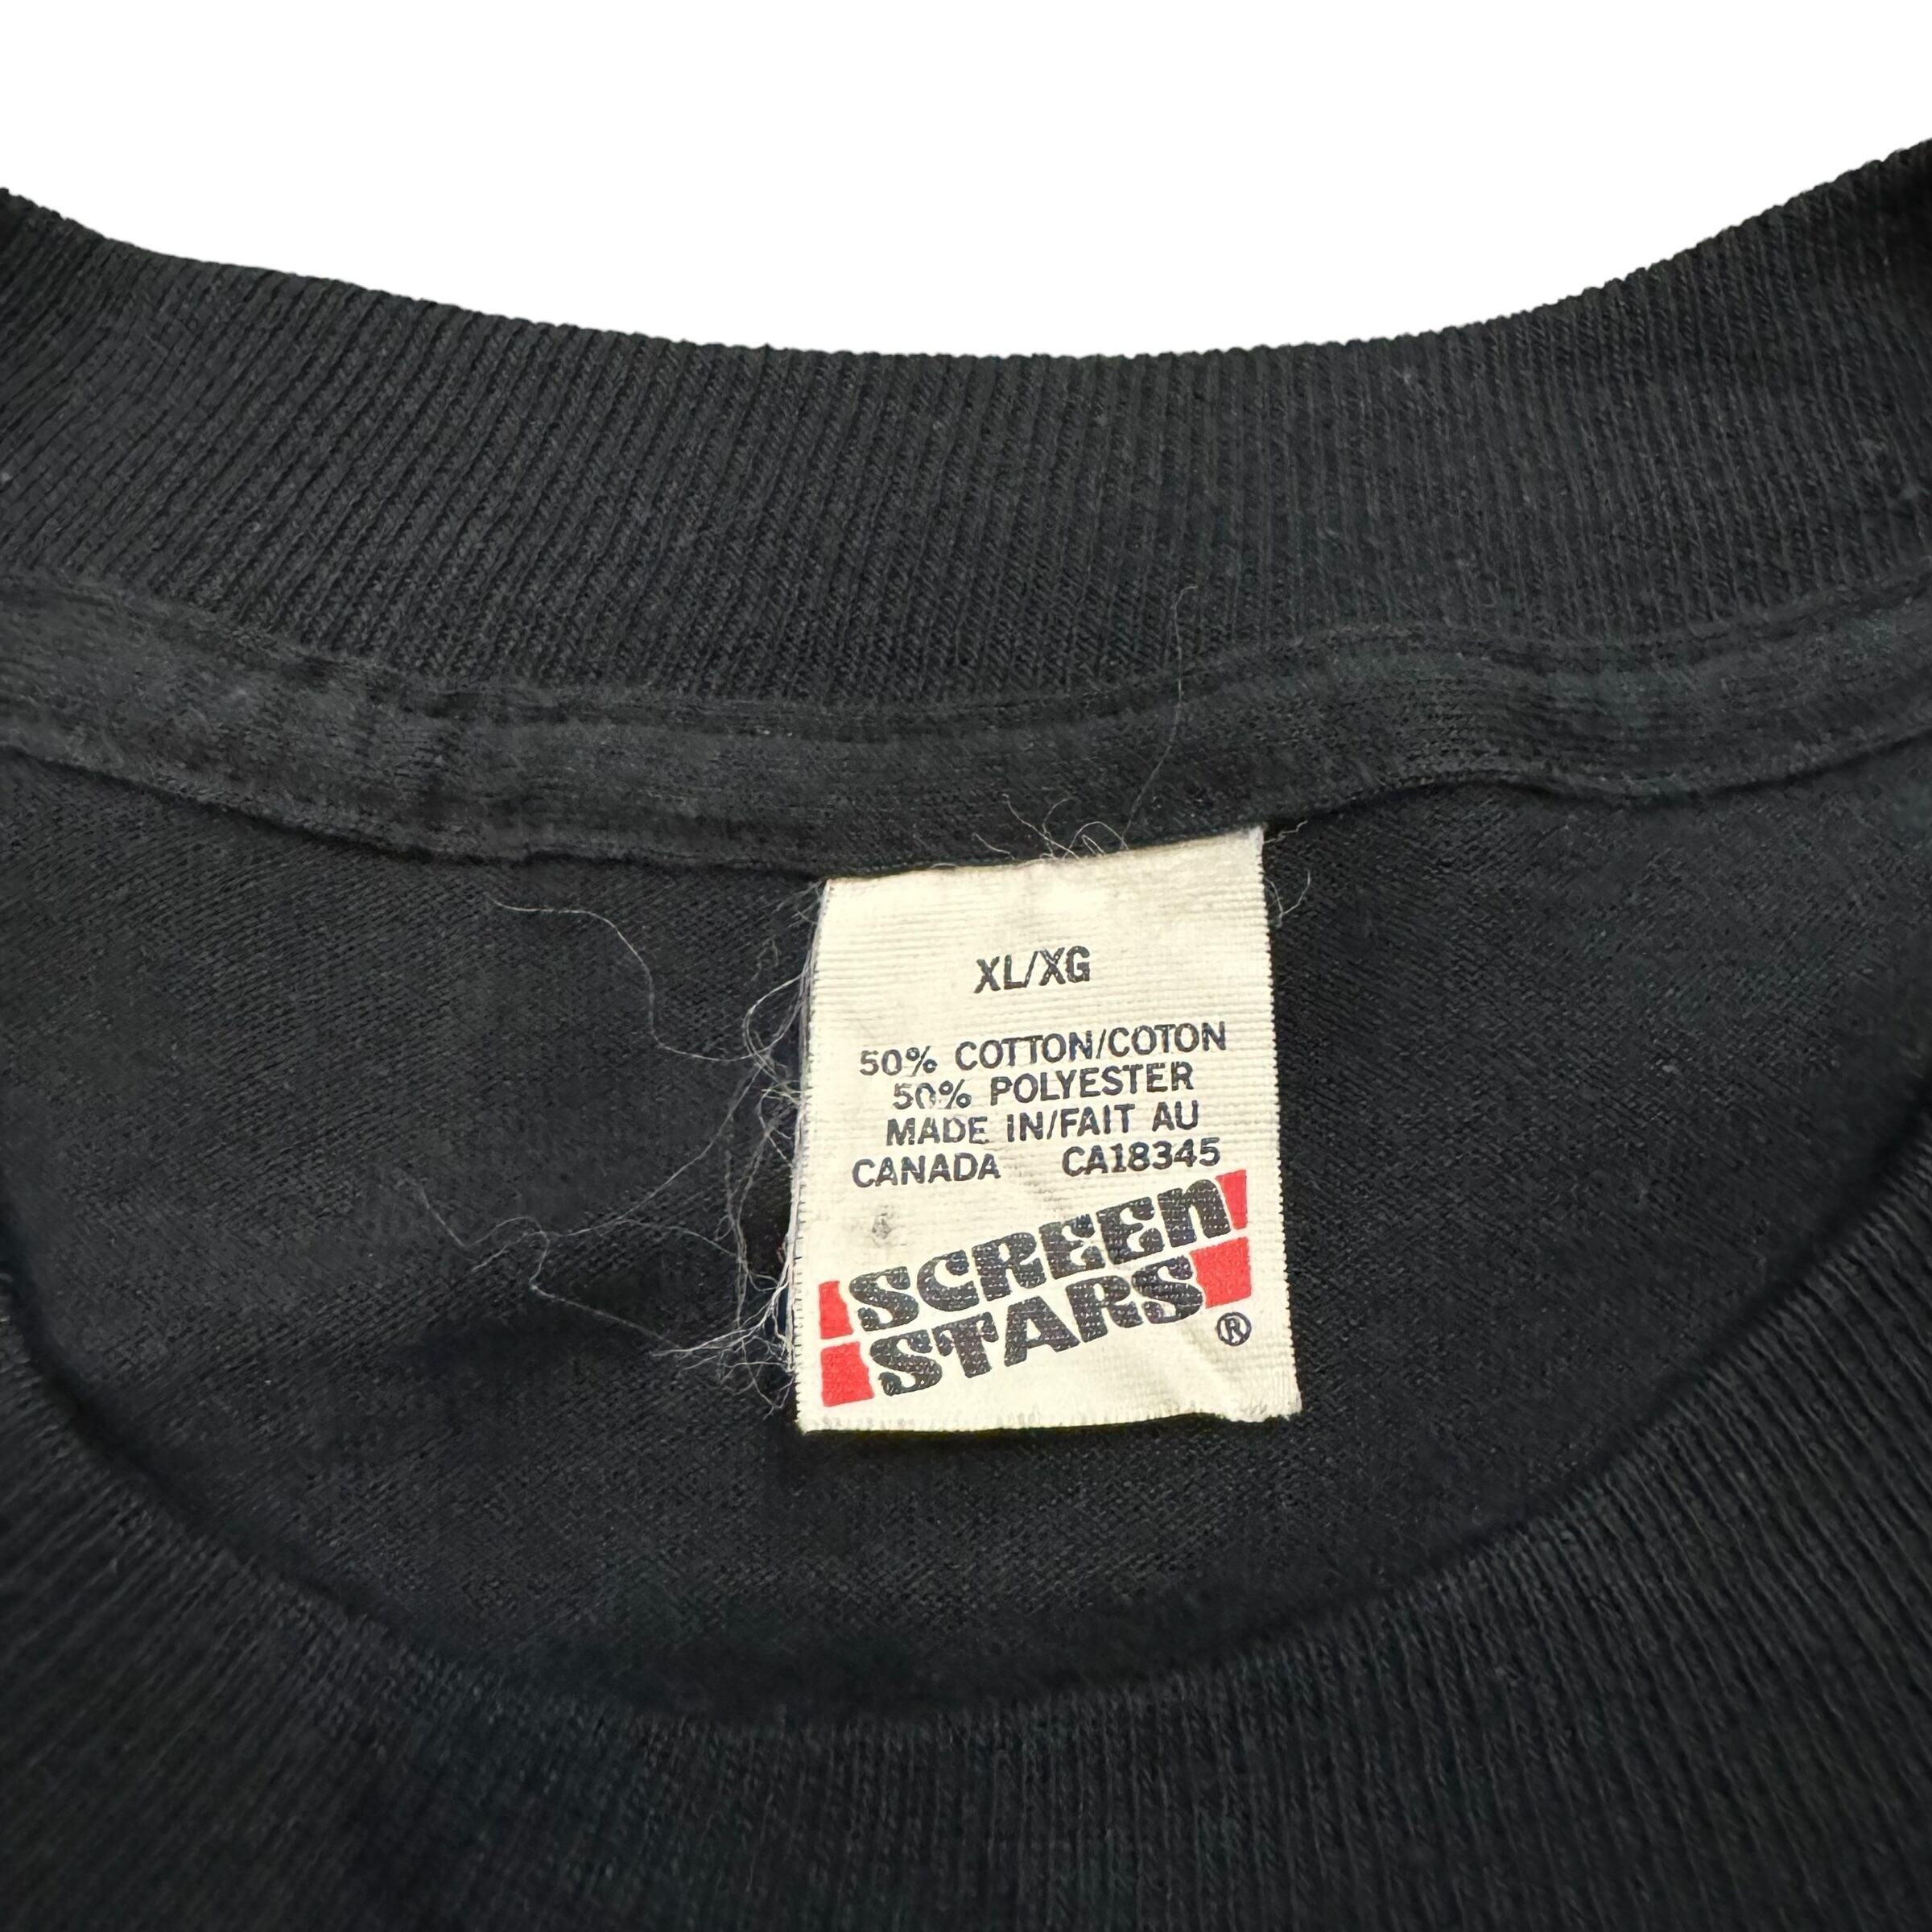 XL/XG
50% COTTON/COTON
50% POLYESTER
MADE IN/FAIT AU
CANADA CA18345
SCREEN
STARS
®